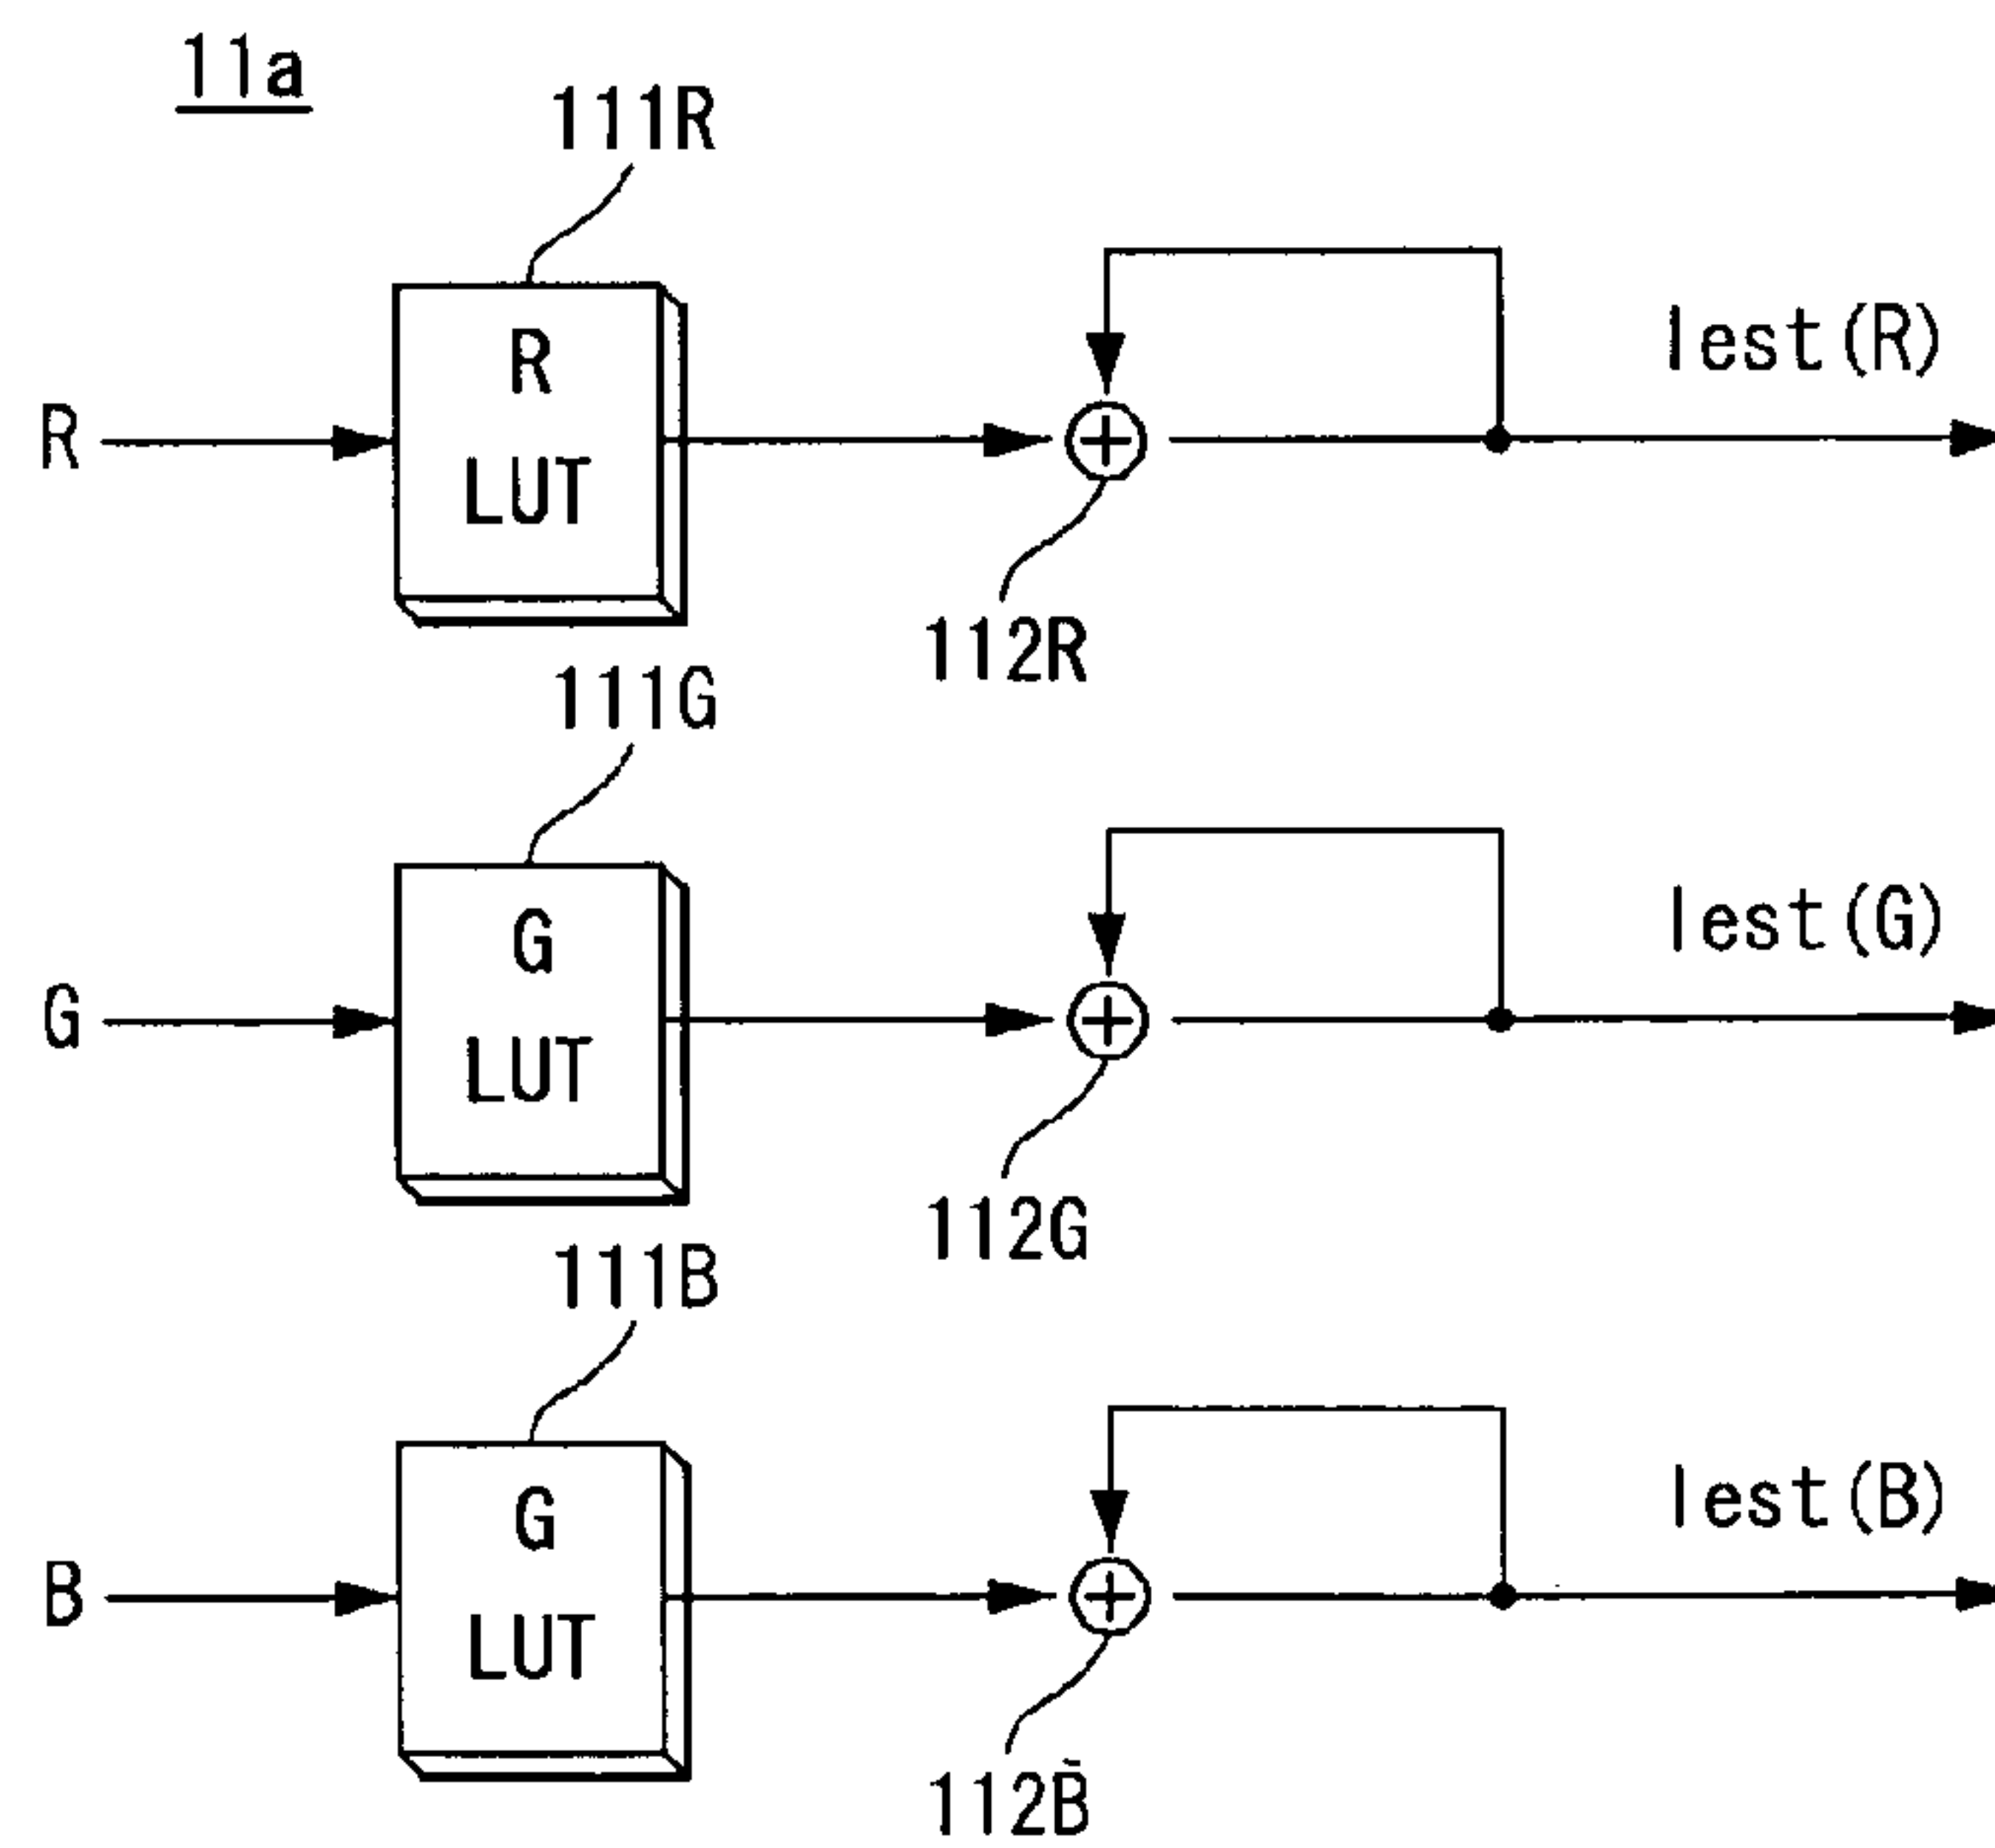 11a
111R
R
LUT
R
Iest(R)
112R
111G
G
LUT
G
Iest(G)
112G
111B
G
LUT
B
Iest(B)
112B